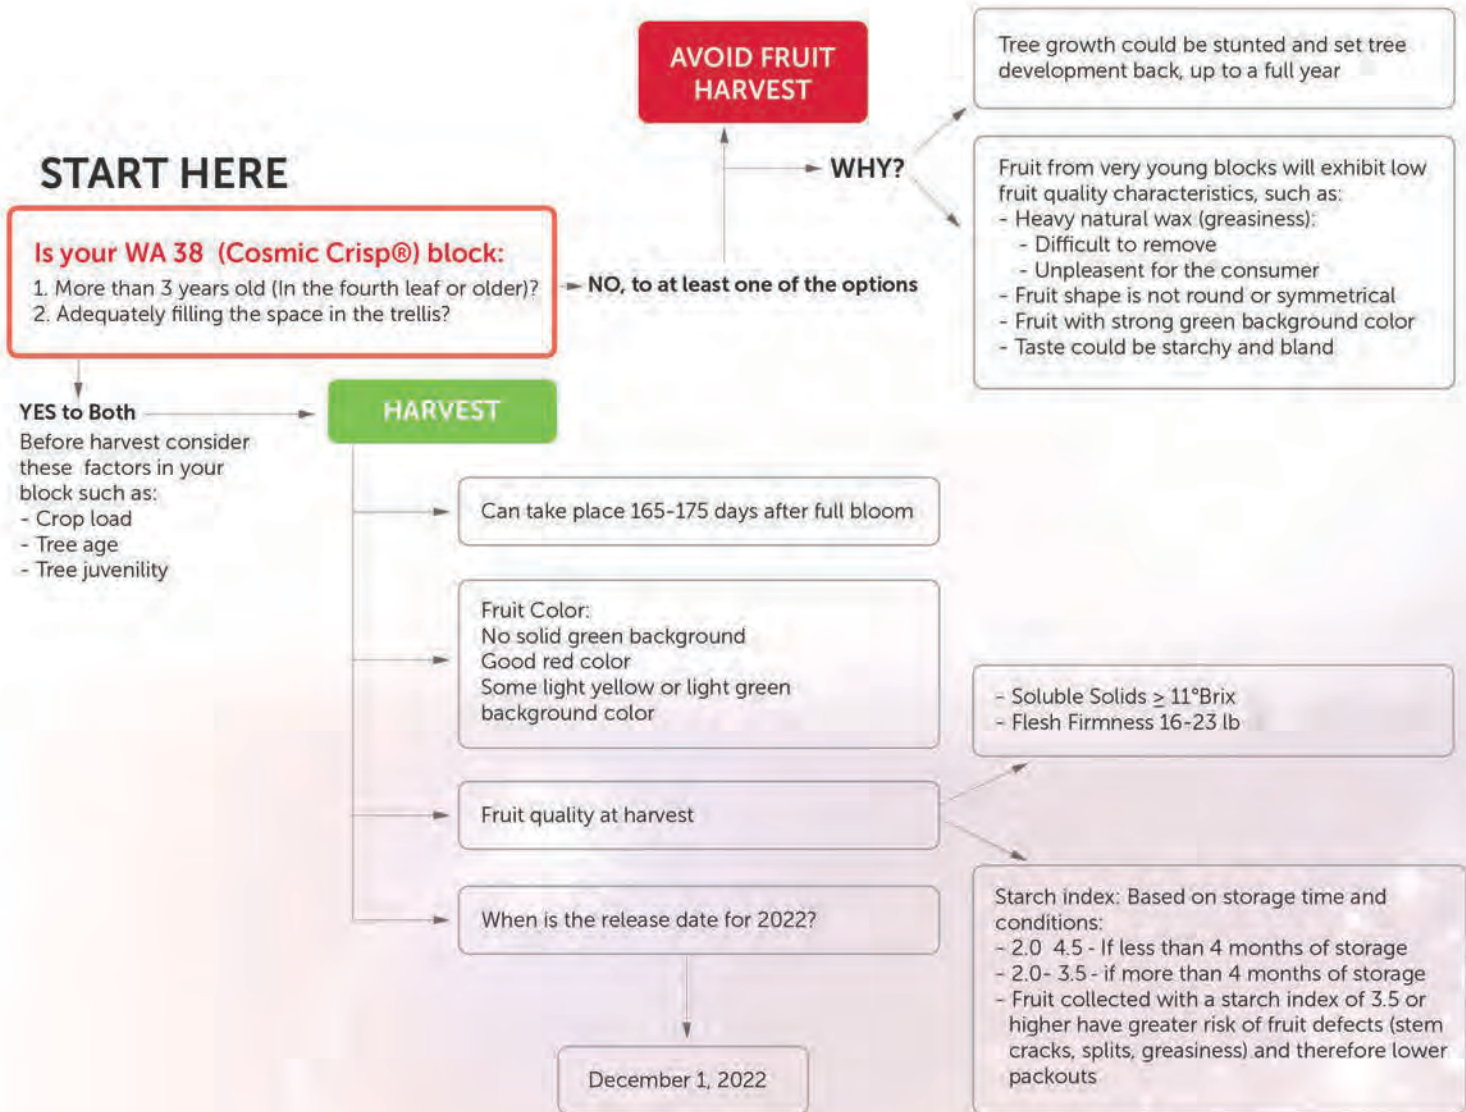 START HERE
Is your WA 38 (Cosmic Crisp®) block:
1. More than 3 years old (In the fourth leaf or older)?
2. Adequately filling the space in the trellis?
NO, to at least one of the options
AVOID FRUIT
HARVEST
WHY?
Tree growth could be stunted and set tree
development back, up to a full year
Fruit from very young blocks will exhibit low
fruit quality characteristics, such as:
- Heavy natural wax (greasiness):
- Difficult to remove
- Unpleasent for the consumer
- Fruit shape is not round or symmetrical
- Fruit with strong green background color
- Taste could be starchy and bland
YES to Both
Before harvest consider
these factors in your
block such as:
- Crop load
- Tree age
- Tree juvenility
HARVEST
Can take place 165-175 days after full bloom
Fruit Color:
No solid green background
Good red color
Some light yellow or light green
background color
Fruit quality at harvest
- Soluble Solids ≥ 11°Brix
- Flesh Firmness 16-23 lb
Starch index: Based on storage time and
conditions:
- 2.0 4.5 - If less than 4 months of storage
- 2.0- 3.5 - if more than 4 months of storage
- Fruit collected with a starch index of 3.5 or
higher have greater risk of fruit defects (stem
cracks, splits, greasiness) and therefore lower
packouts
When is the release date for 2022?
December 1, 2022